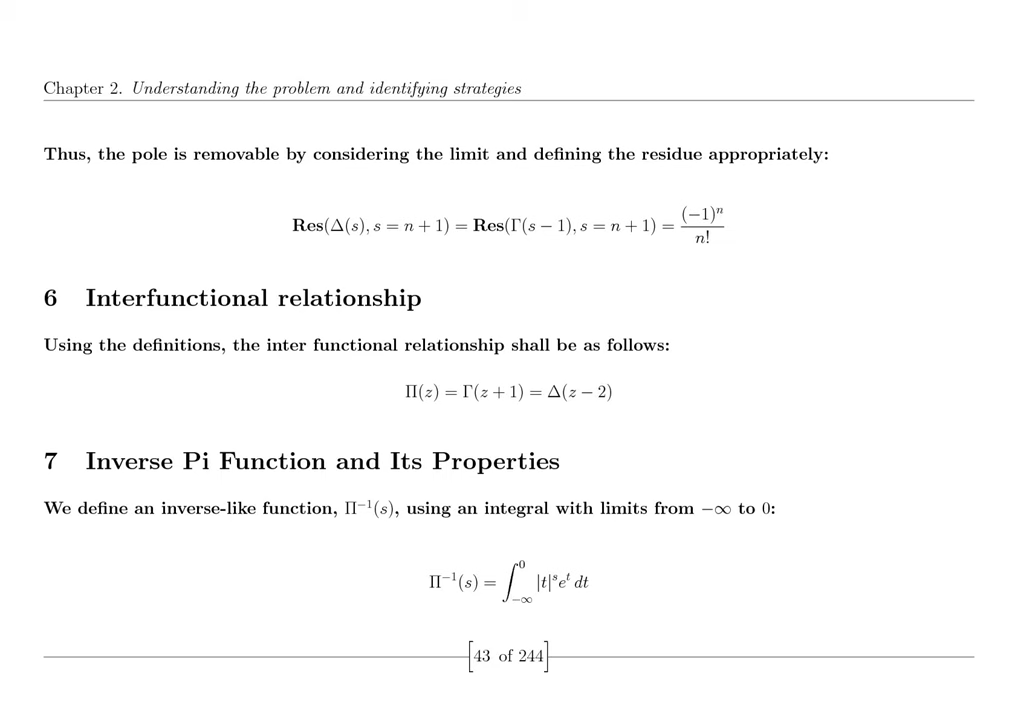 Chapter 2. Understanding the problem and identifying strategies
Thus, the pole is removable by considering the limit and defining the residue appropriately:
Res(Δ(s), s = n + 1) = Res(Γ(s − 1), s = n + 1) = (−1)ⁿ / n!
6 Interfunctional relationship
Using the definitions, the inter functional relationship shall be as follows:
Π(z) = Γ(z + 1) = Δ(z − 2)
7 Inverse Pi Function and Its Properties
We define an inverse-like function, Π⁻¹(s), using an integral with limits from −∞ to 0:
Π⁻¹(s) = ∫₋∞⁰ |t|ˢeᵗ dt
[43 of 244]